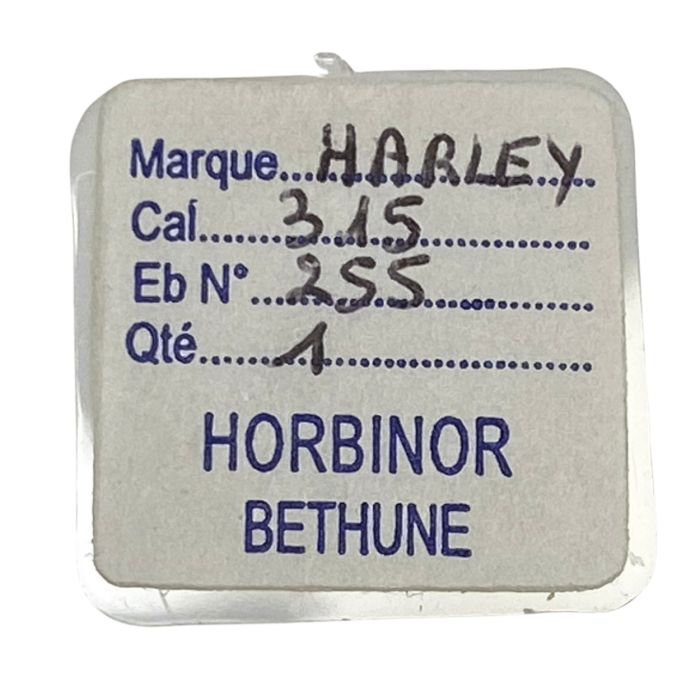 Marque...HARLEY
Cal......315
Eb N°...255
Qté......1
HORBINOR
BETHUNE